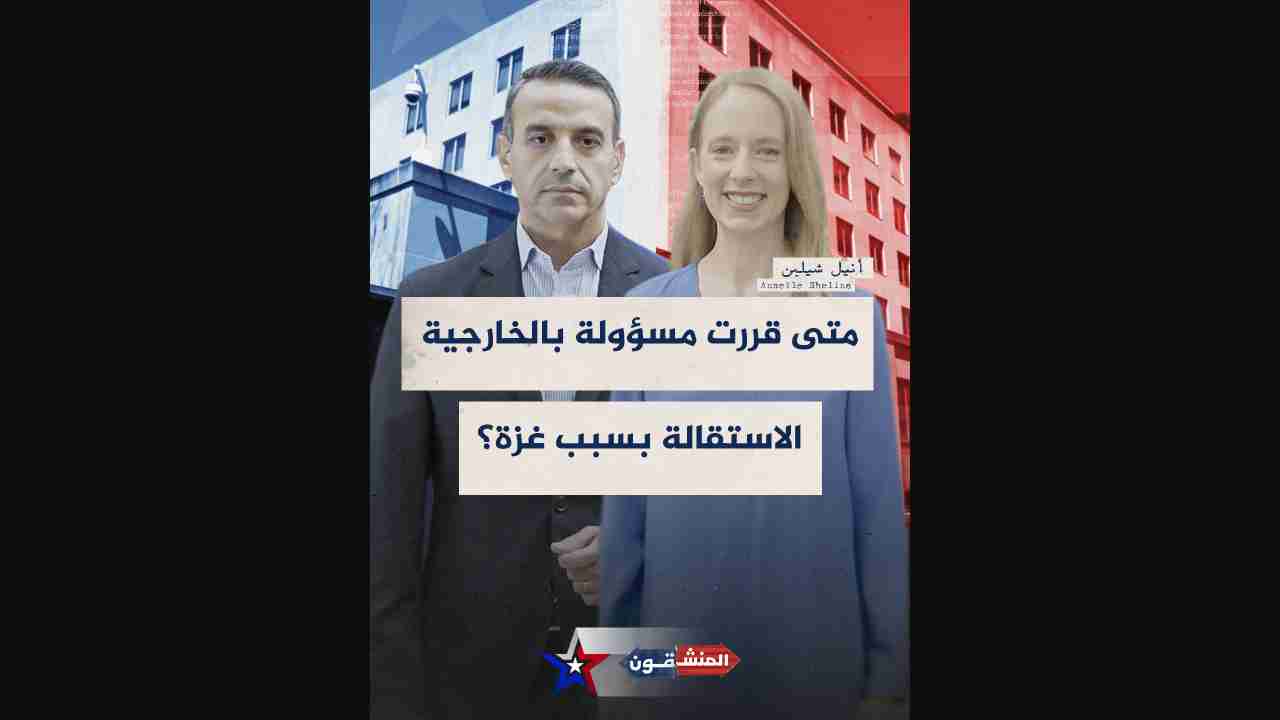 أنيل شيلين
Annelle Sheline
متى قررت مسؤولة بالخارجية
الاستقالة بسبب غزة؟
المنشقون